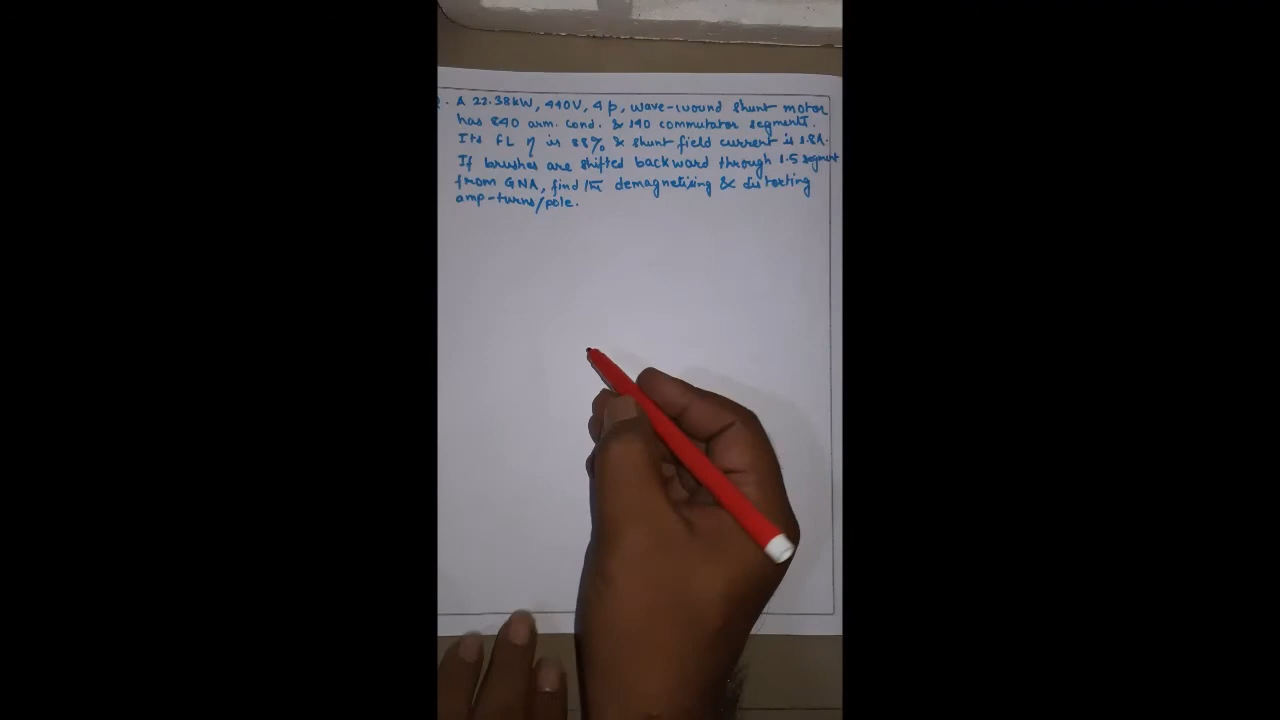 . A 22.38kW, 440V, 4 p, wave-wound shunt motor
has 840 arm. cond. & 140 commutator segments.
Its FL η is 88% & shunt field current is 1.8A.
If brushes are shifted backward through 1.5 segment
from GNA, find the demagnetising & distorting
amp-turns/pole.